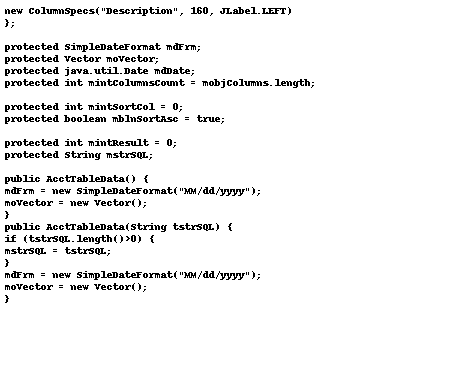 new ColumnSpecs("Description", 160, JLabel.LEFT)
};
protected SimpleDateFormat mdFrm;
protected Vector moVector;
protected java.util.Date mdDate;
protected int mintColumnsCount = mobjColumns.length;
protected int mintSortCol = 0;
protected boolean mblnSortAsc = true;
protected int mintResult = 0;
protected String mstrSQL;
public AcctTableData() {
mdFrm = new SimpleDateFormat("MM/dd/yyyy");
moVector = new Vector();
}
public AcctTableData(String tstrSQL) {
if (tstrSQL.length()>0) {
mstrSQL = tstrSQL;
}
mdFrm = new SimpleDateFormat("MM/dd/yyyy");
moVector = new Vector();
}